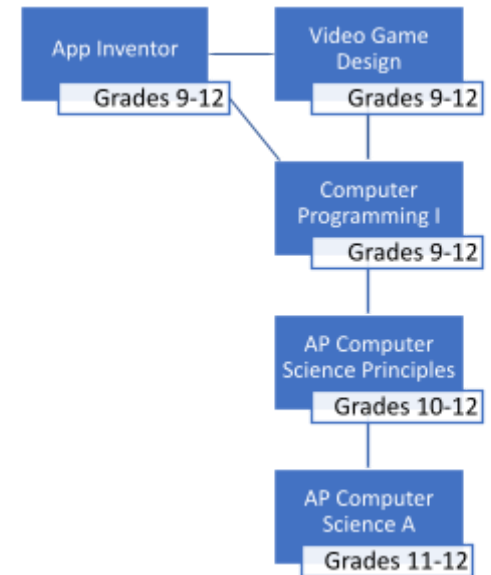 App Inventor
Grades 9-12
Video Game
Design
Grades 9-12
Computer
Programming I
Grades 9-12
AP Computer
Science Principles
Grades 10-12
AP Computer
Science A
Grades 11-12